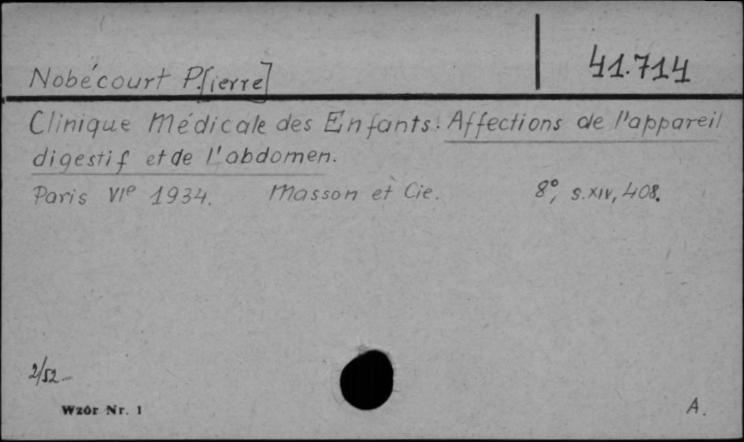 41.714
Nobécourt P.[ierre]
Clinique Médicale des Enfants. Affections de l'appareil
digestif et de l'abdomen.
Paris VIe 1934. Masson et Cie. 8°, s.XIV, 408.
2/52
Wzór Nr. 1
A.